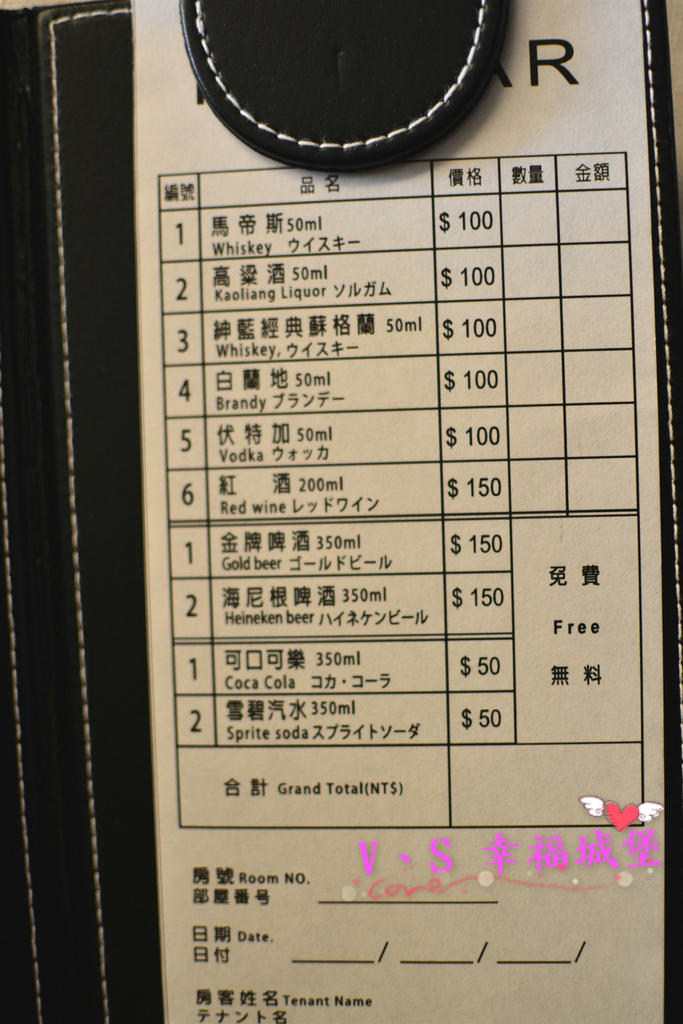 AR
編號 品名 價格 數量 金額
1 馬帝斯50ml $ 100
Whiskey ウイスキー
2 高粱酒50ml $ 100
Kaoliang Liquor ソルガム
3 紳藍經典蘇格蘭 50ml $ 100
Whiskey, ウイスキー
4 白蘭地50ml $ 100
Brandy ブランデー
5 伏特加50ml $ 100
Vodka ウォッカ
6 紅酒200ml $ 150
Red wine レッドワイン
1 金牌啤酒350ml $ 150
Gold beer ゴールドビール
2 海尼根啤酒350ml $ 150
Heineken beer ハイネケンビール
免費
Free
無料
1 可口可樂 350ml $ 50
Coca Cola コカ・コーラ
2 雪碧汽水350ml $ 50
Sprite soda スプライトソーダ
合計 Grand Total(NT$)
V、S 幸福城堡
房號 Room NO.
部屋番号
日期 Date.
日付 / / /
房客姓名 Tenant Name
テナント名